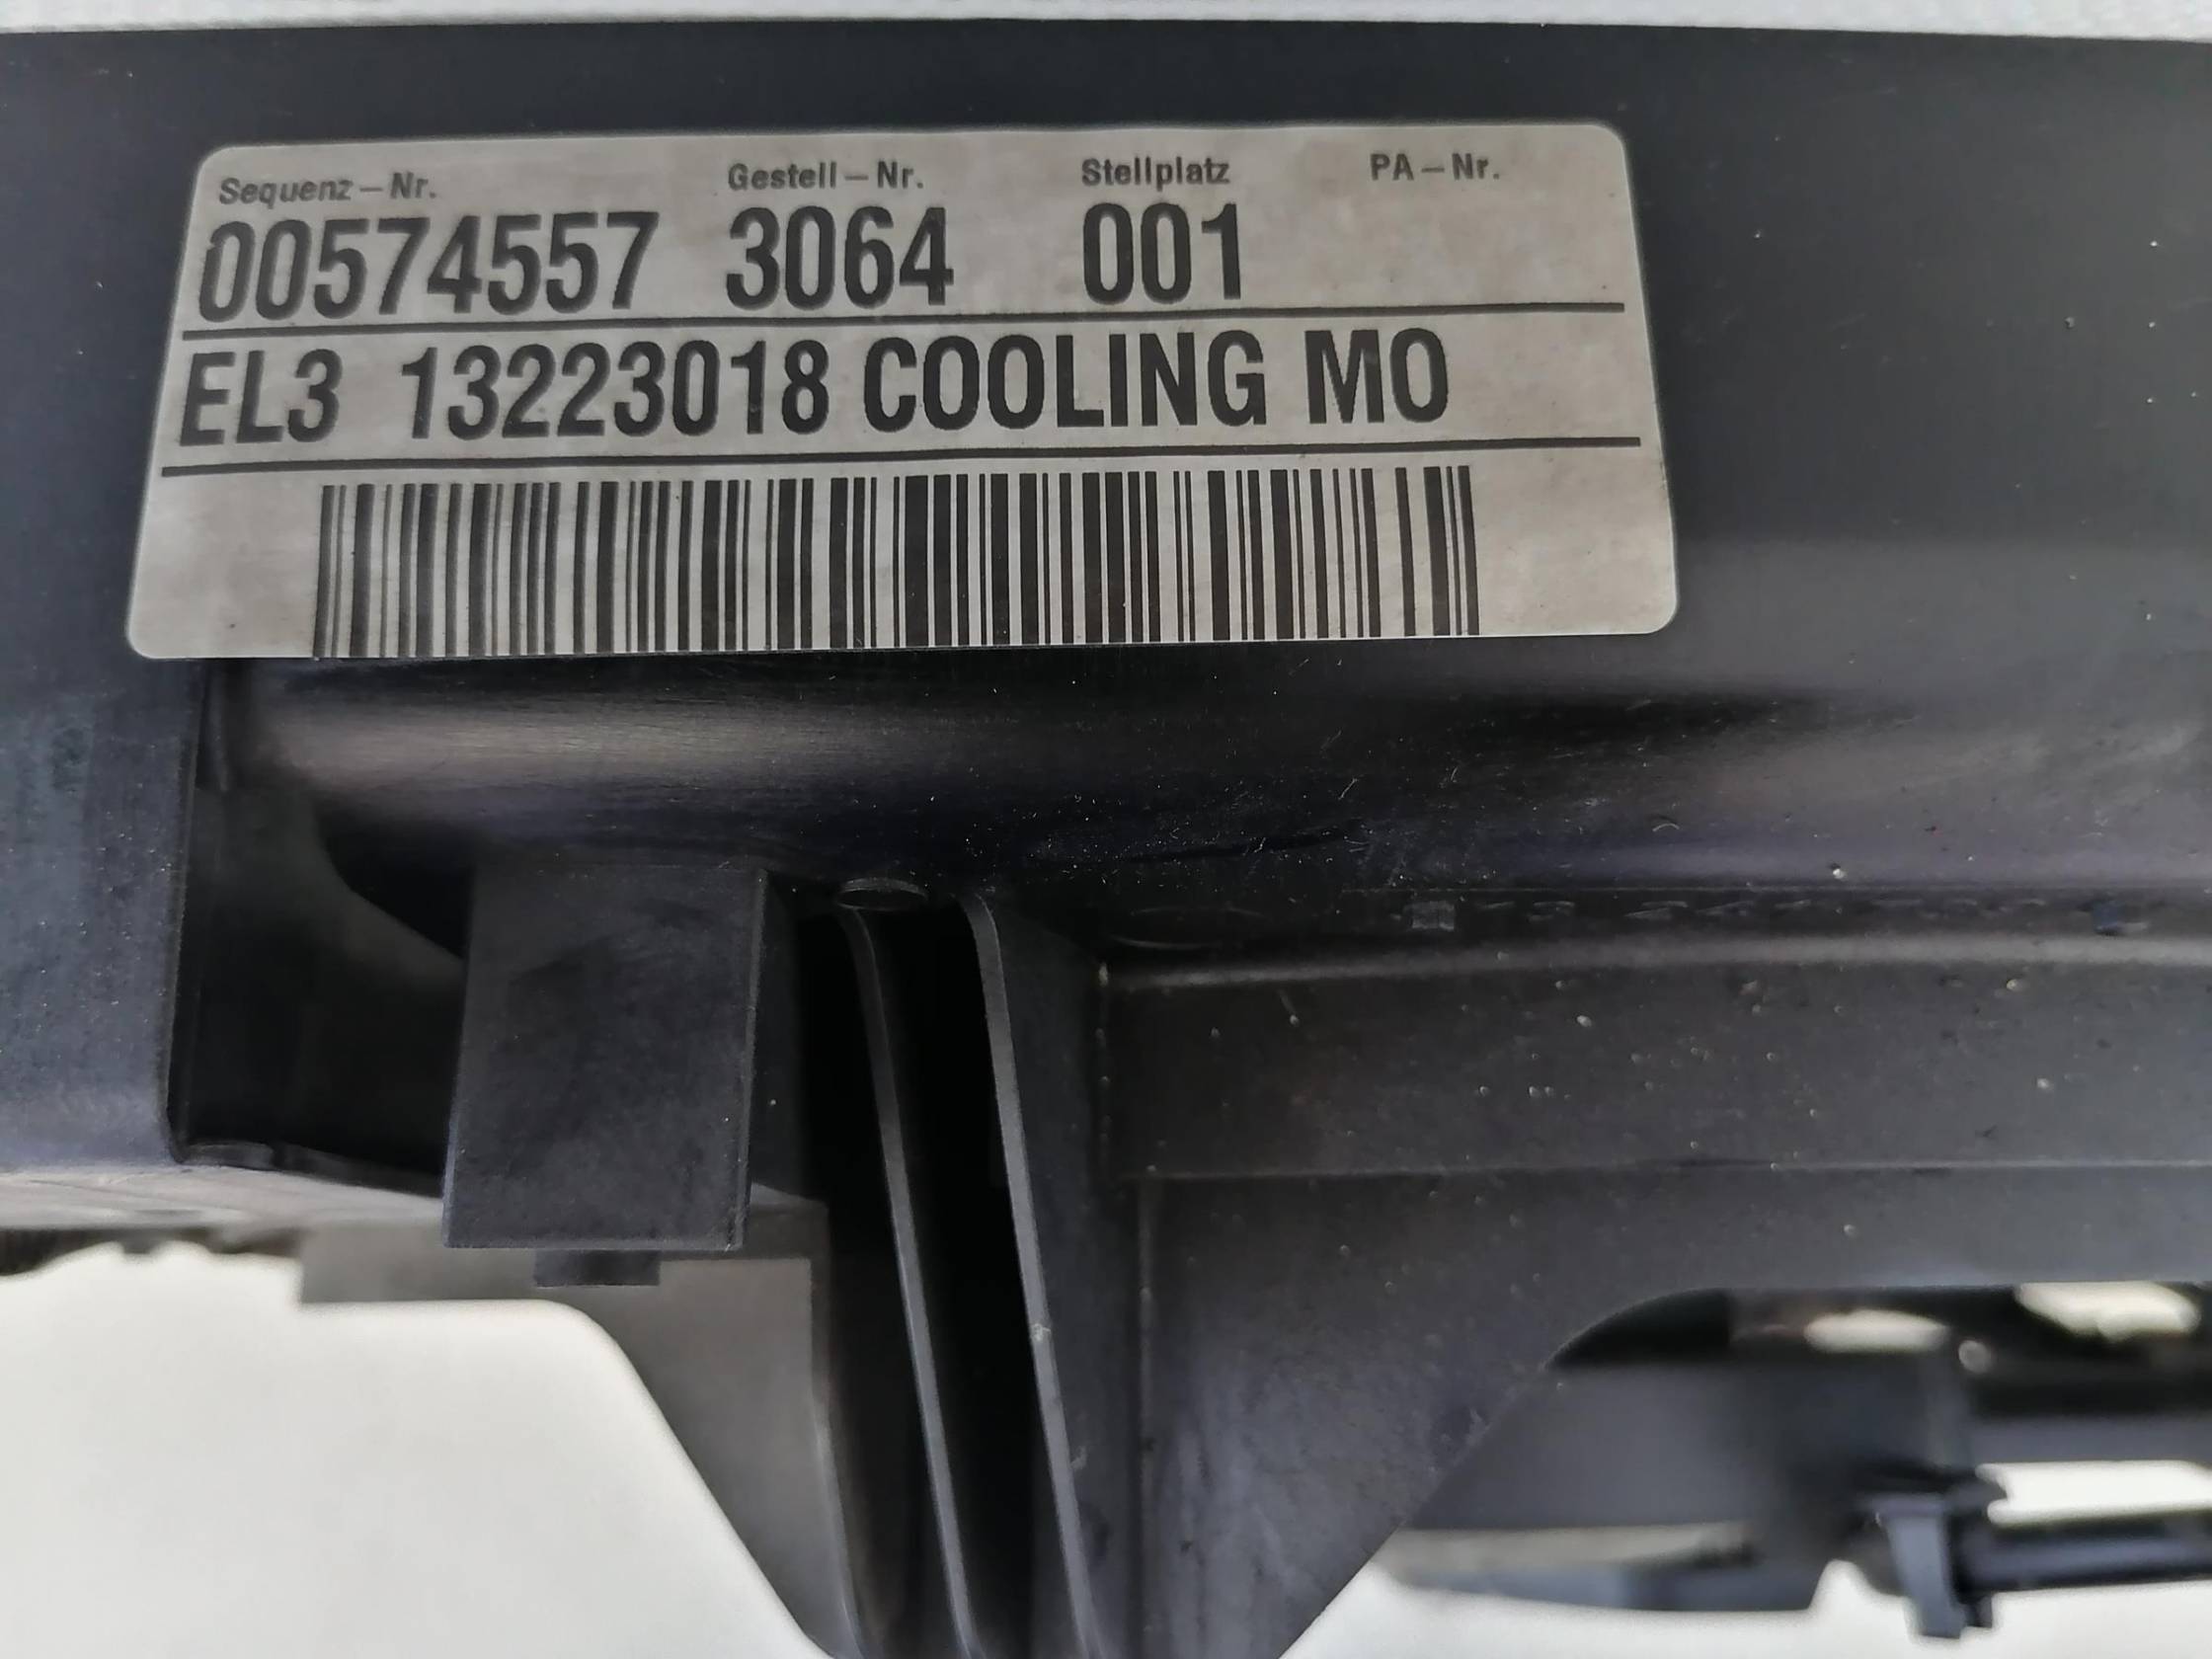 Sequenz-Nr. Gestell-Nr. Stellplatz PA-Nr.
00574557 3064 001
EL3 13223018 COOLING MO